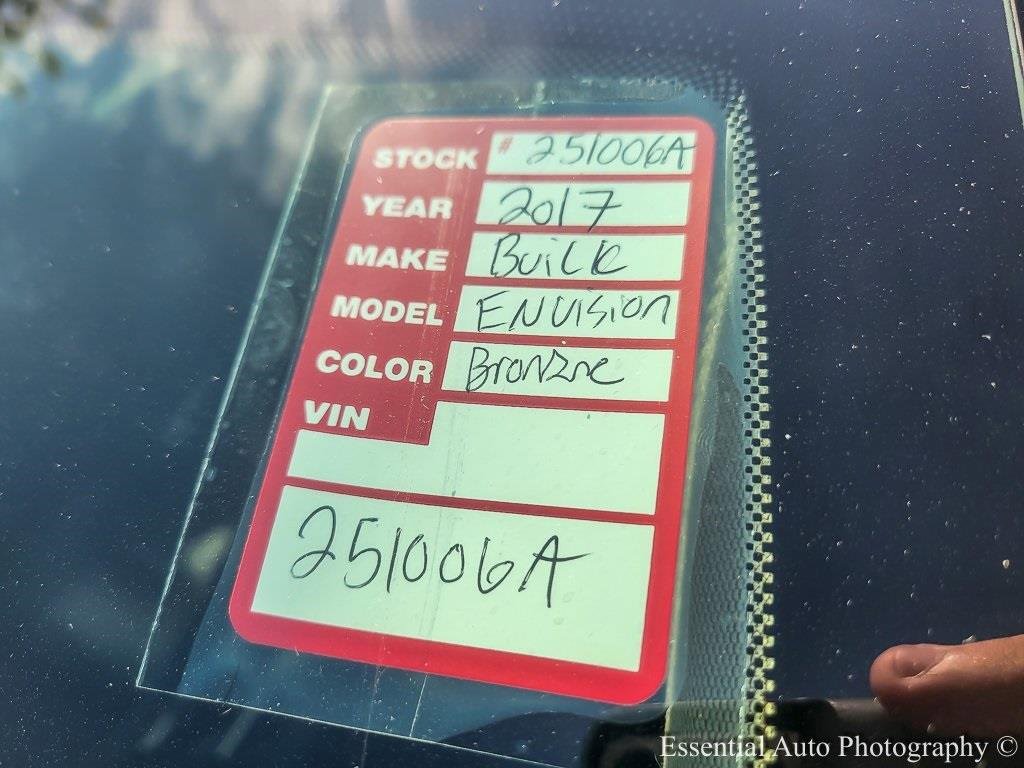 STOCK # 251006A
YEAR 2017
MAKE Buick
MODEL ENVISION
COLOR Bronzne
VIN
251006A
Essential Auto Photography ©